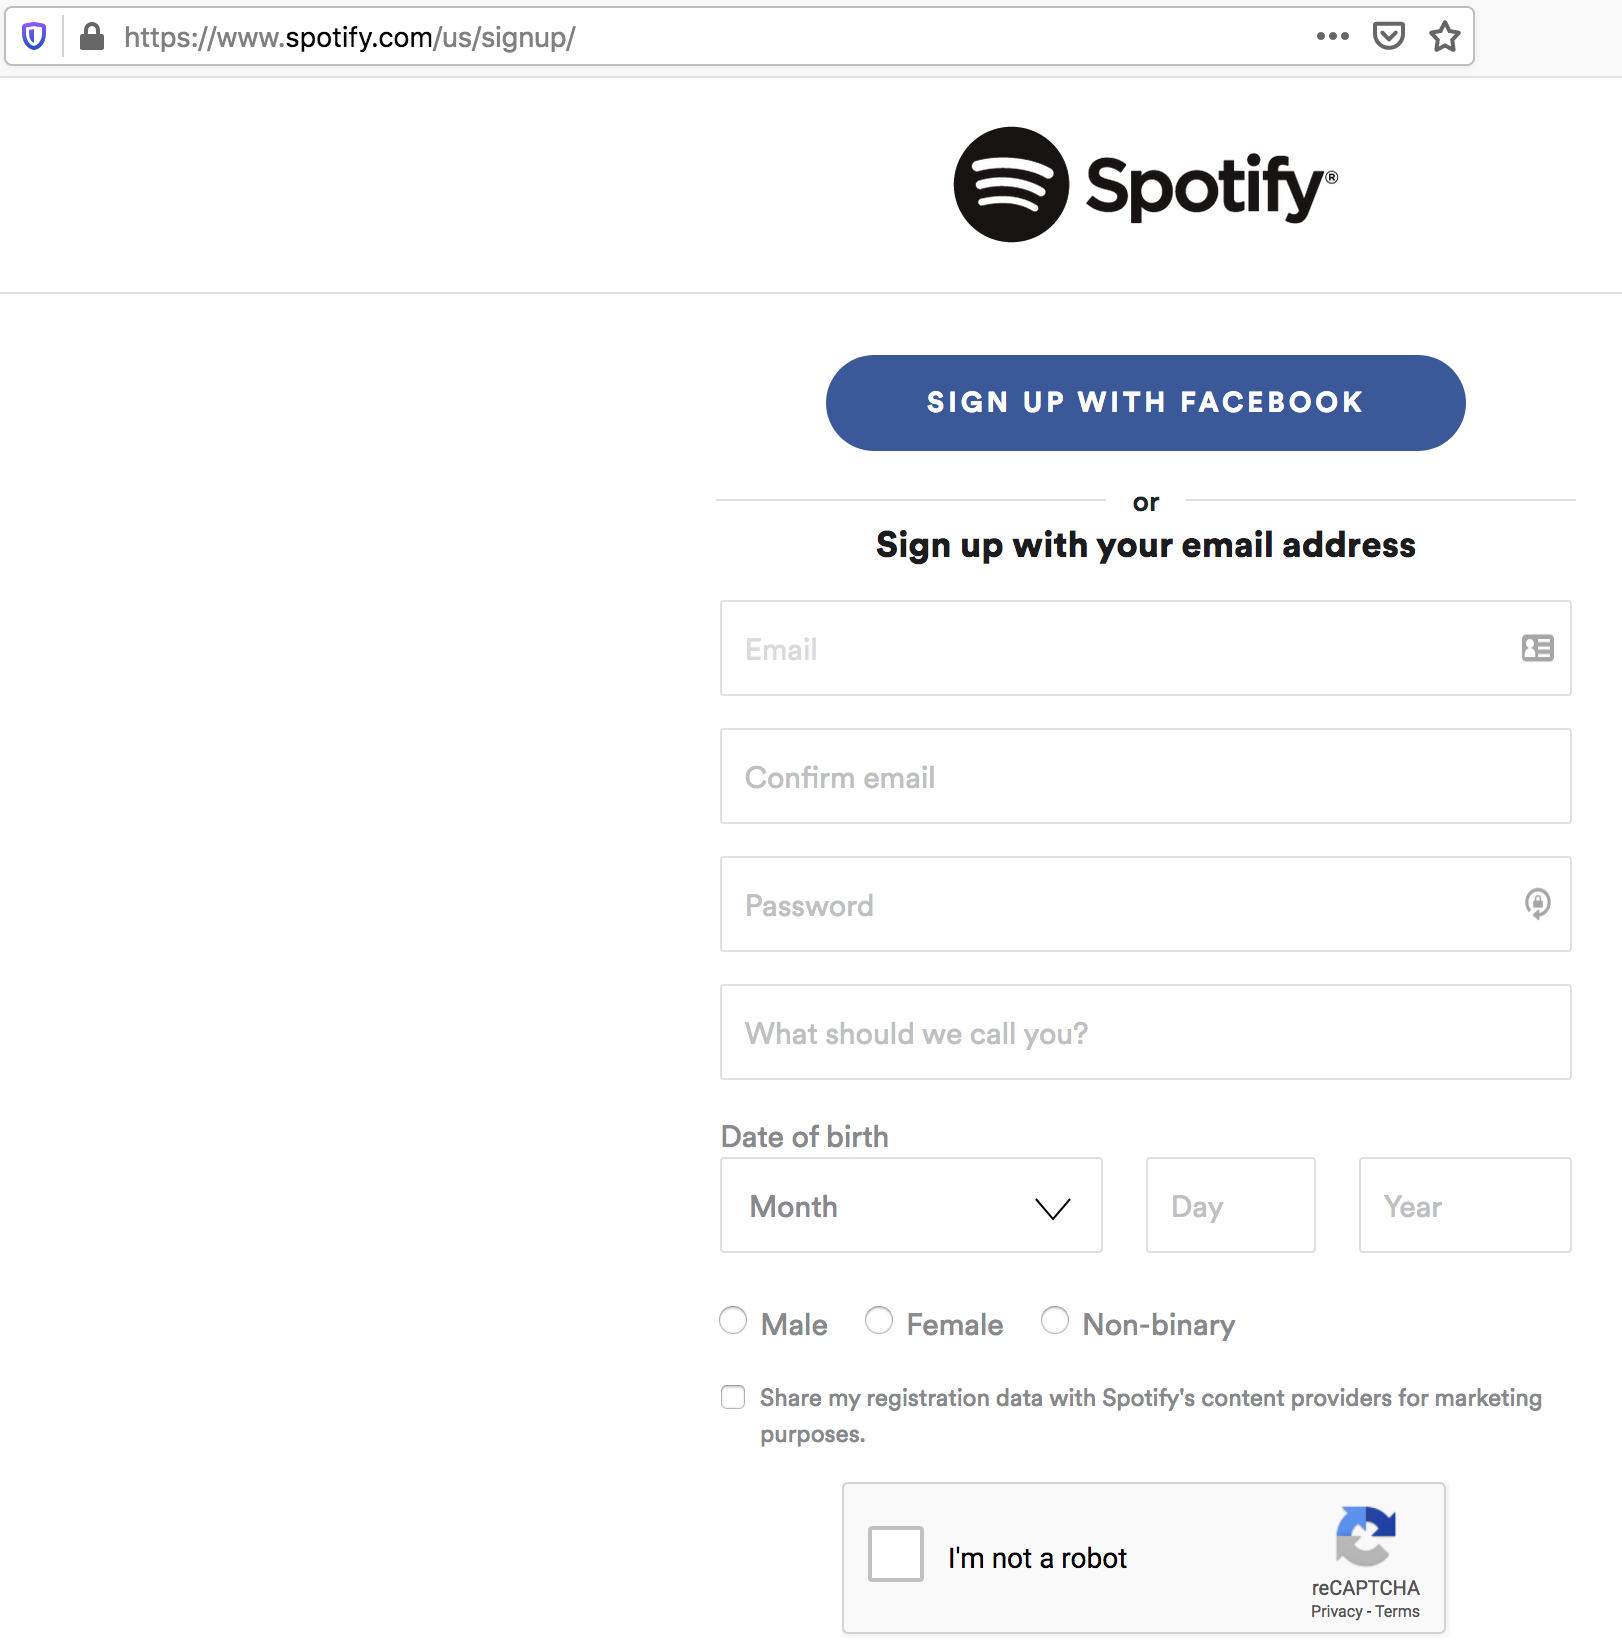 https://www.spotify.com/us/signup/
Spotify®
SIGN UP WITH FACEBOOK
or
Sign up with your email address
Email
Confirm email
Password
What should we call you?
Date of birth
Month Day Year
Male Female Non-binary
Share my registration data with Spotify's content providers for marketing
purposes.
I'm not a robot
reCAPTCHA
Privacy - Terms